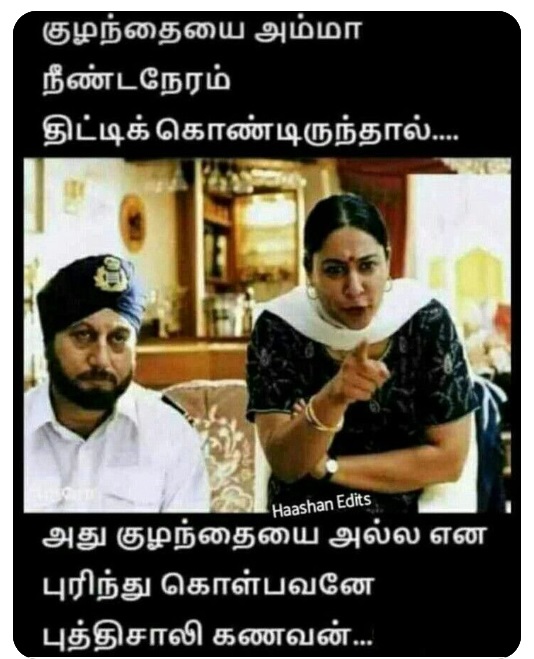 குழந்தையை அம்மா
நீண்டநேரம்
திட்டிக் கொண்டிருந்தால்....
Haashan Edits
அது குழந்தையை அல்ல என
புரிந்து கொள்பவனே
புத்திசாலி கணவன்...